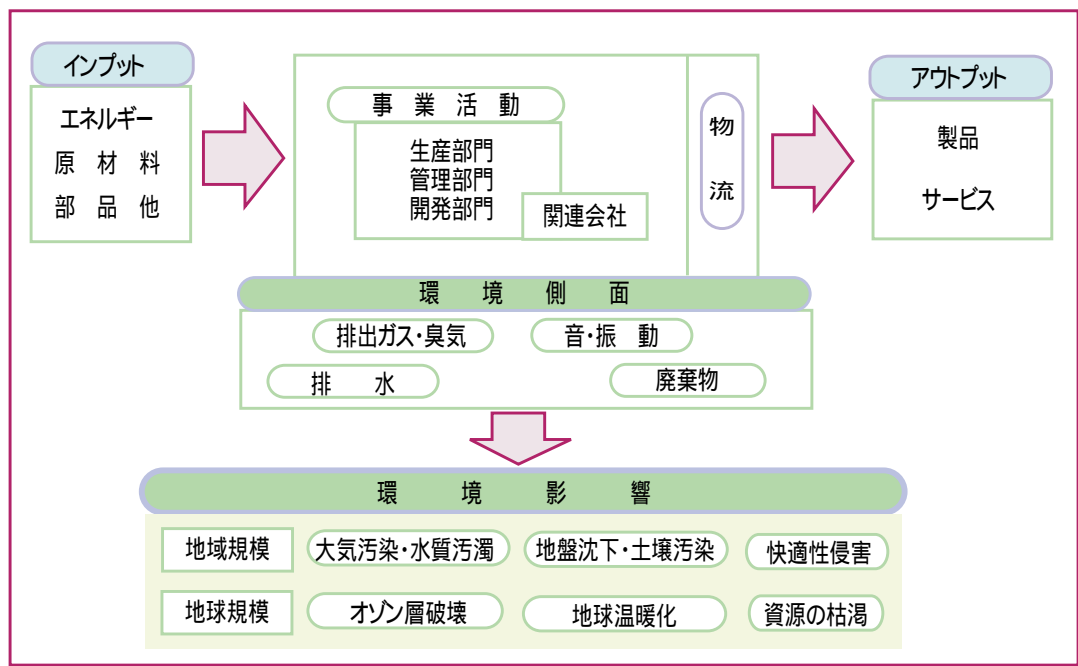 インプット
エネルギー
原 材 料
部 品 他
事 業 活 動
生産部門
管理部門
開発部門
関連会社
物
流
アウトプット
製品
サービス
環 境 側 面
排出ガス・臭気
音・振 動
排 水
廃棄物
環 境 影 響
地域規模
大気汚染・水質汚濁
地盤沈下・土壌汚染
快適性侵害
地球規模
オゾン層破壊
地球温暖化
資源の枯渇